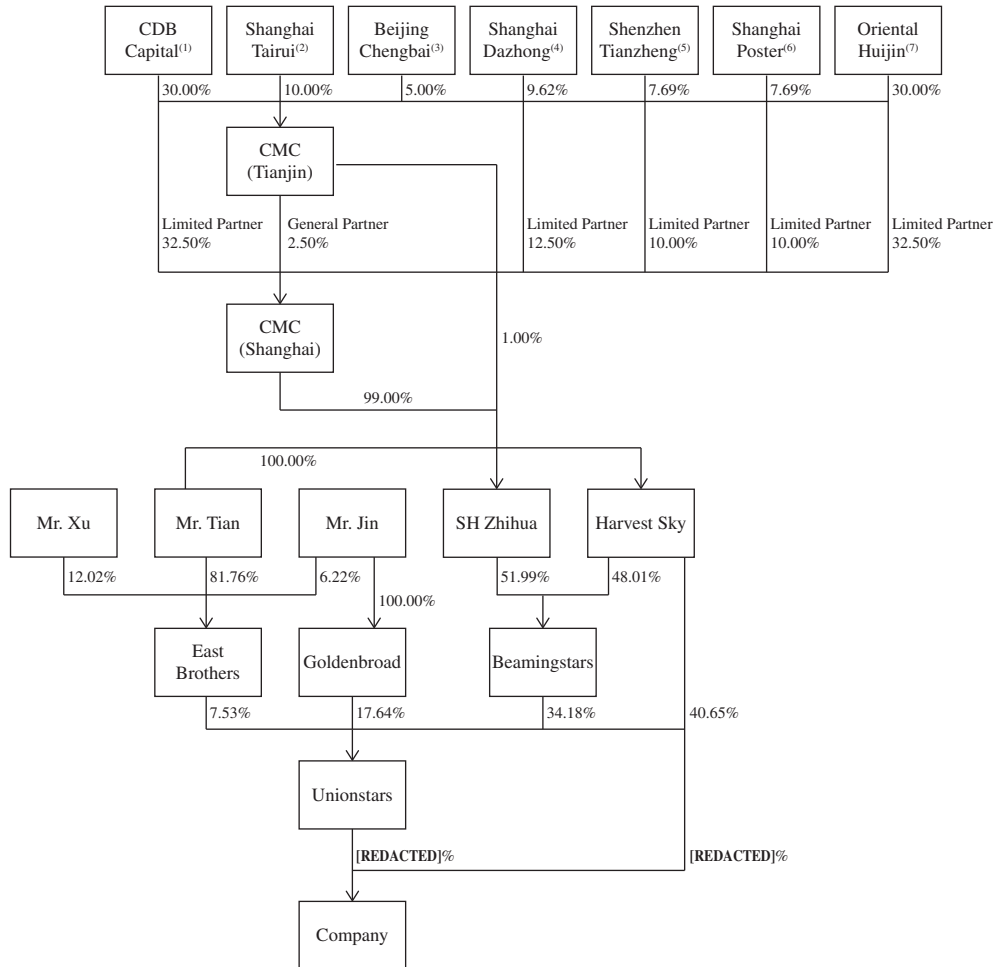 CDB
Capital(1)
Shanghai
Tairui(2)
Beijing
Chengbai(3)
Shanghai
Dazhong(4)
Shenzhen
Tianzheng(5)
Shanghai
Poster(6)
Oriental
Huijin(7)
30.00%
10.00%
5.00%
9.62%
7.69%
7.69%
30.00%
CMC
(Tianjin)
Limited Partner
32.50%
General Partner
2.50%
Limited Partner
12.50%
Limited Partner
10.00%
Limited Partner
10.00%
Limited Partner
32.50%
CMC
(Shanghai)
1.00%
99.00%
100.00%
Mr. Xu
Mr. Tian
Mr. Jin
SH Zhihua
Harvest Sky
12.02%
81.76%
6.22%
51.99%
48.01%
100.00%
East
Brothers
Goldenbroad
Beamingstars
7.53%
17.64%
34.18%
40.65%
Unionstars
[REDACTED]%
[REDACTED]%
Company